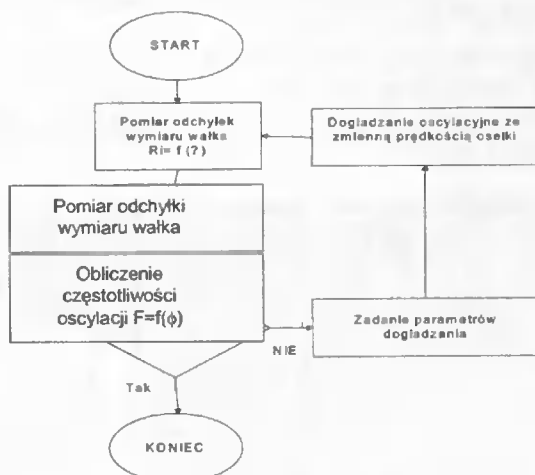 START
Pomiar odchyłek
wymiaru wałka
Ri= f (?)
Dogładzanie oscylacyjne ze
zmienną prędkością osełki
Pomiar odchyłki
wymiaru wałka
Obliczenie
częstotliwości
oscylacji F=f(ϕ)
Zadanie parametrów
dogładzania
NIE
Tak
KONIEC